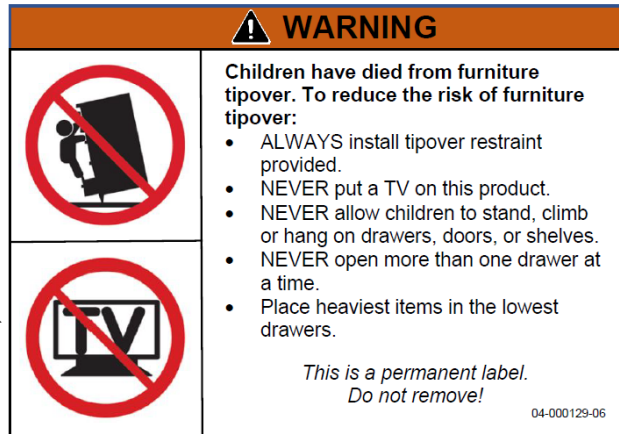 WARNING
Children have died from furniture
tipover. To reduce the risk of furniture
tipover:
• ALWAYS install tipover restraint
provided.
• NEVER put a TV on this product.
• NEVER allow children to stand, climb
or hang on drawers, doors, or shelves.
• NEVER open more than one drawer at
a time.
• Place heaviest items in the lowest
drawers.
TV
This is a permanent label.
Do not remove!
04-000129-06